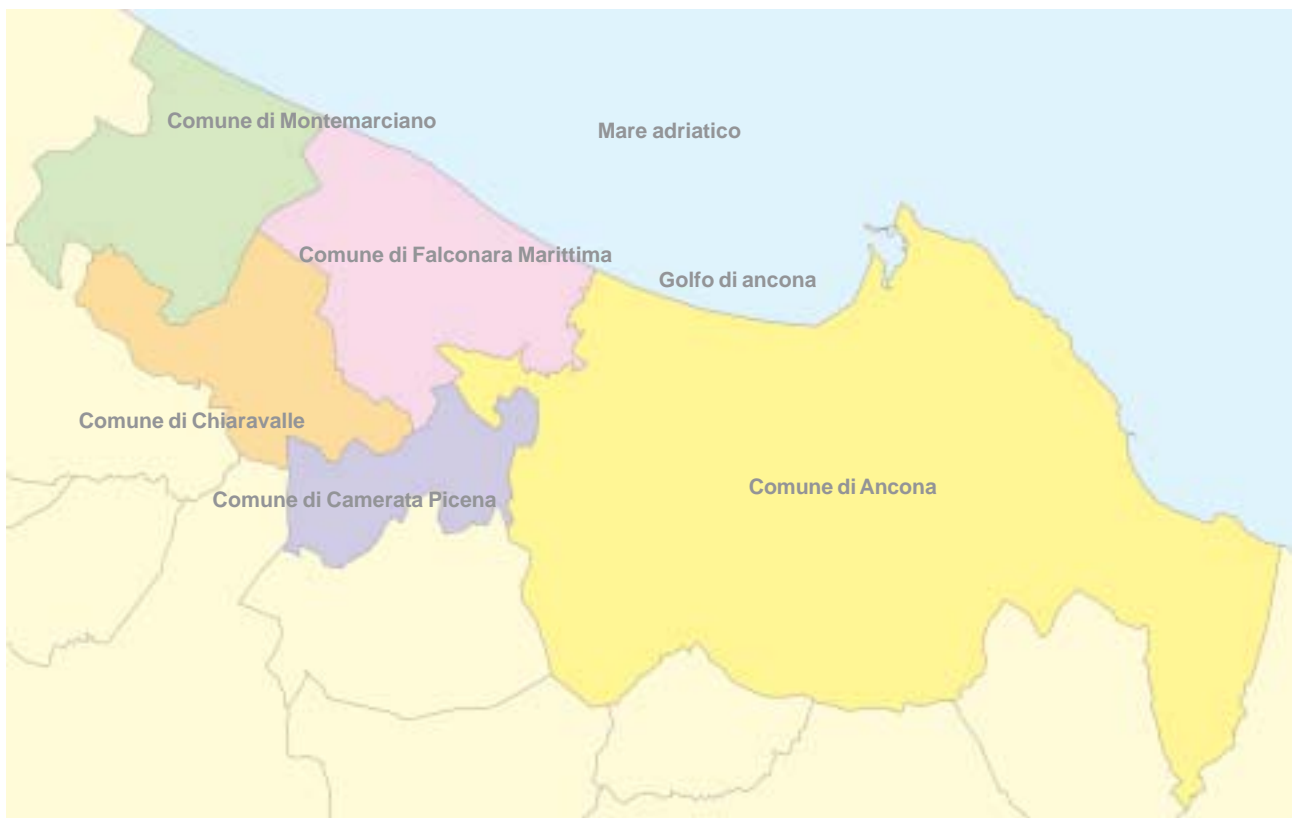 Comune di Montemarciano
Mare adriatico
Comune di Falconara Marittima
Golfo di ancona
Comune di Chiaravalle
Comune di Camerata Picena
Comune di Ancona